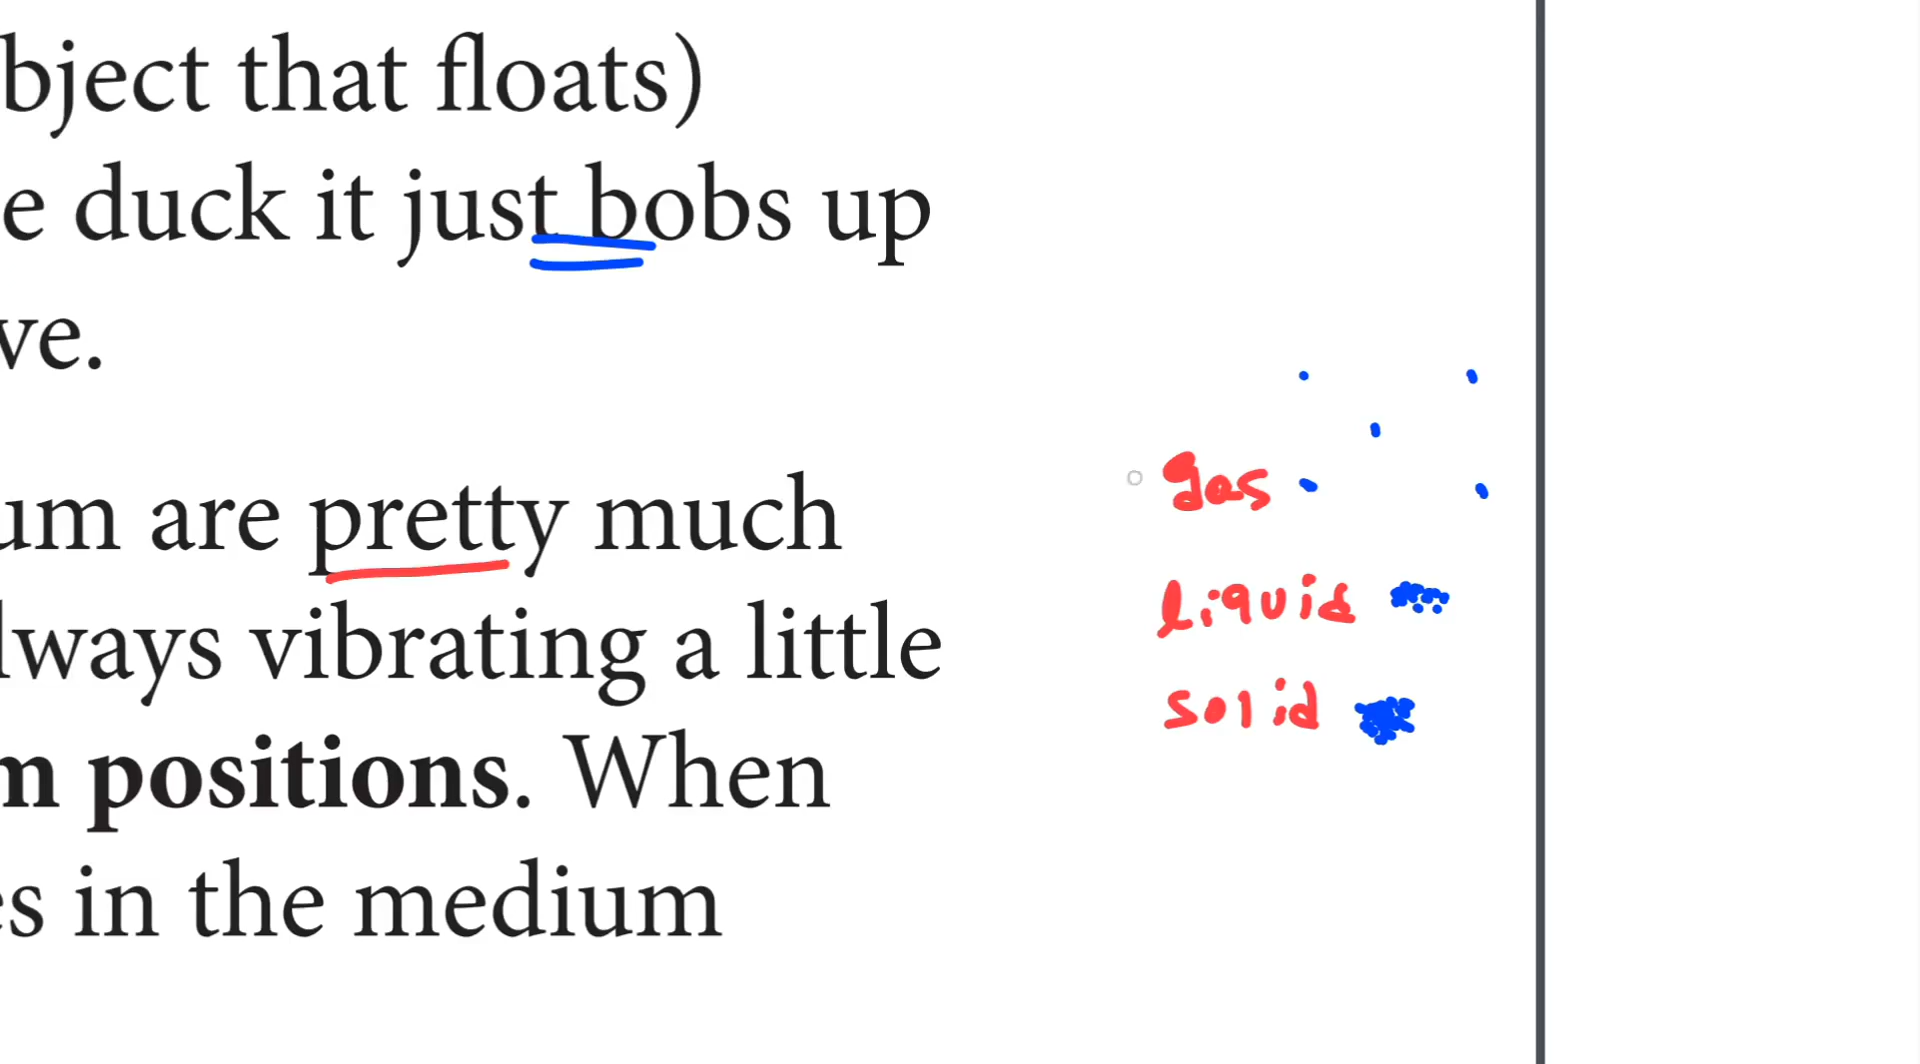 bject that floats)
e duck it just bobs up
ve.
um are pretty much
lways vibrating a little
m positions. When
es in the medium
gas
liquid
solid